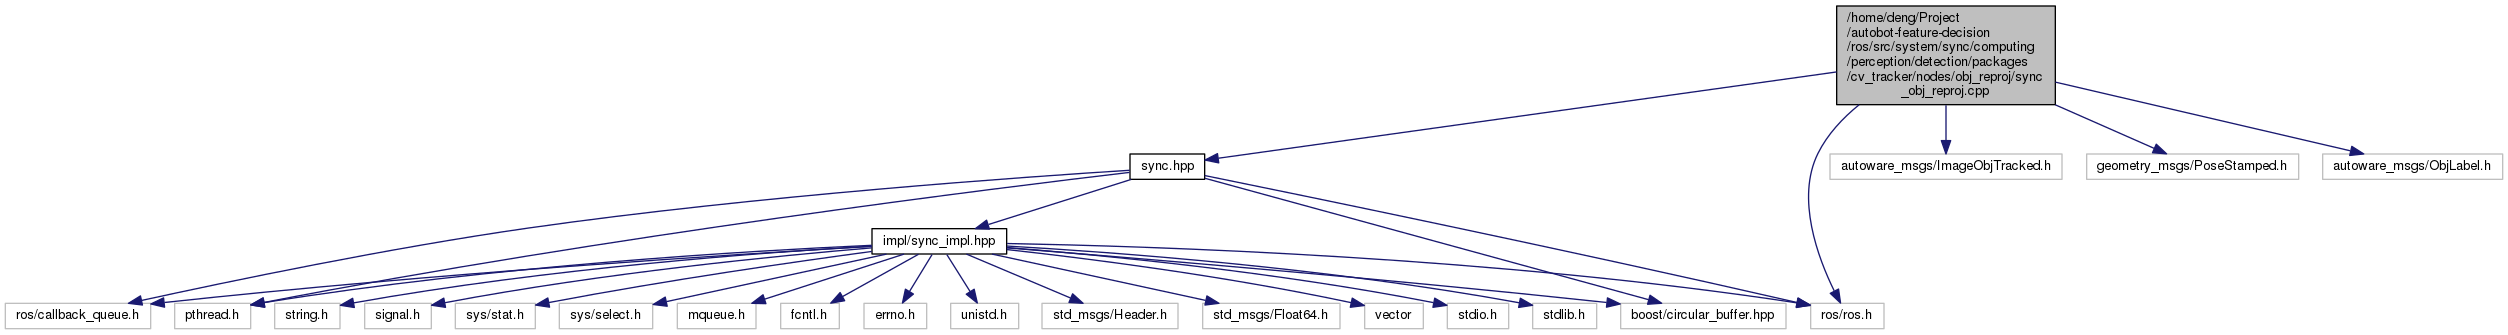 /home/deng/Project
/autobot-feature-decision
/ros/src/system/sync/computing
/perception/detection/packages
/cv_tracker/nodes/obj_reproj/sync
_obj_reproj.cpp
sync.hpp
autoware_msgs/ImageObjTracked.h
geometry_msgs/PoseStamped.h
autoware_msgs/ObjLabel.h
impl/sync_impl.hpp
ros/callback_queue.h
pthread.h
string.h
signal.h
sys/stat.h
sys/select.h
mqueue.h
fcntl.h
errno.h
unistd.h
std_msgs/Header.h
std_msgs/Float64.h
vector
stdio.h
stdlib.h
boost/circular_buffer.hpp
ros/ros.h